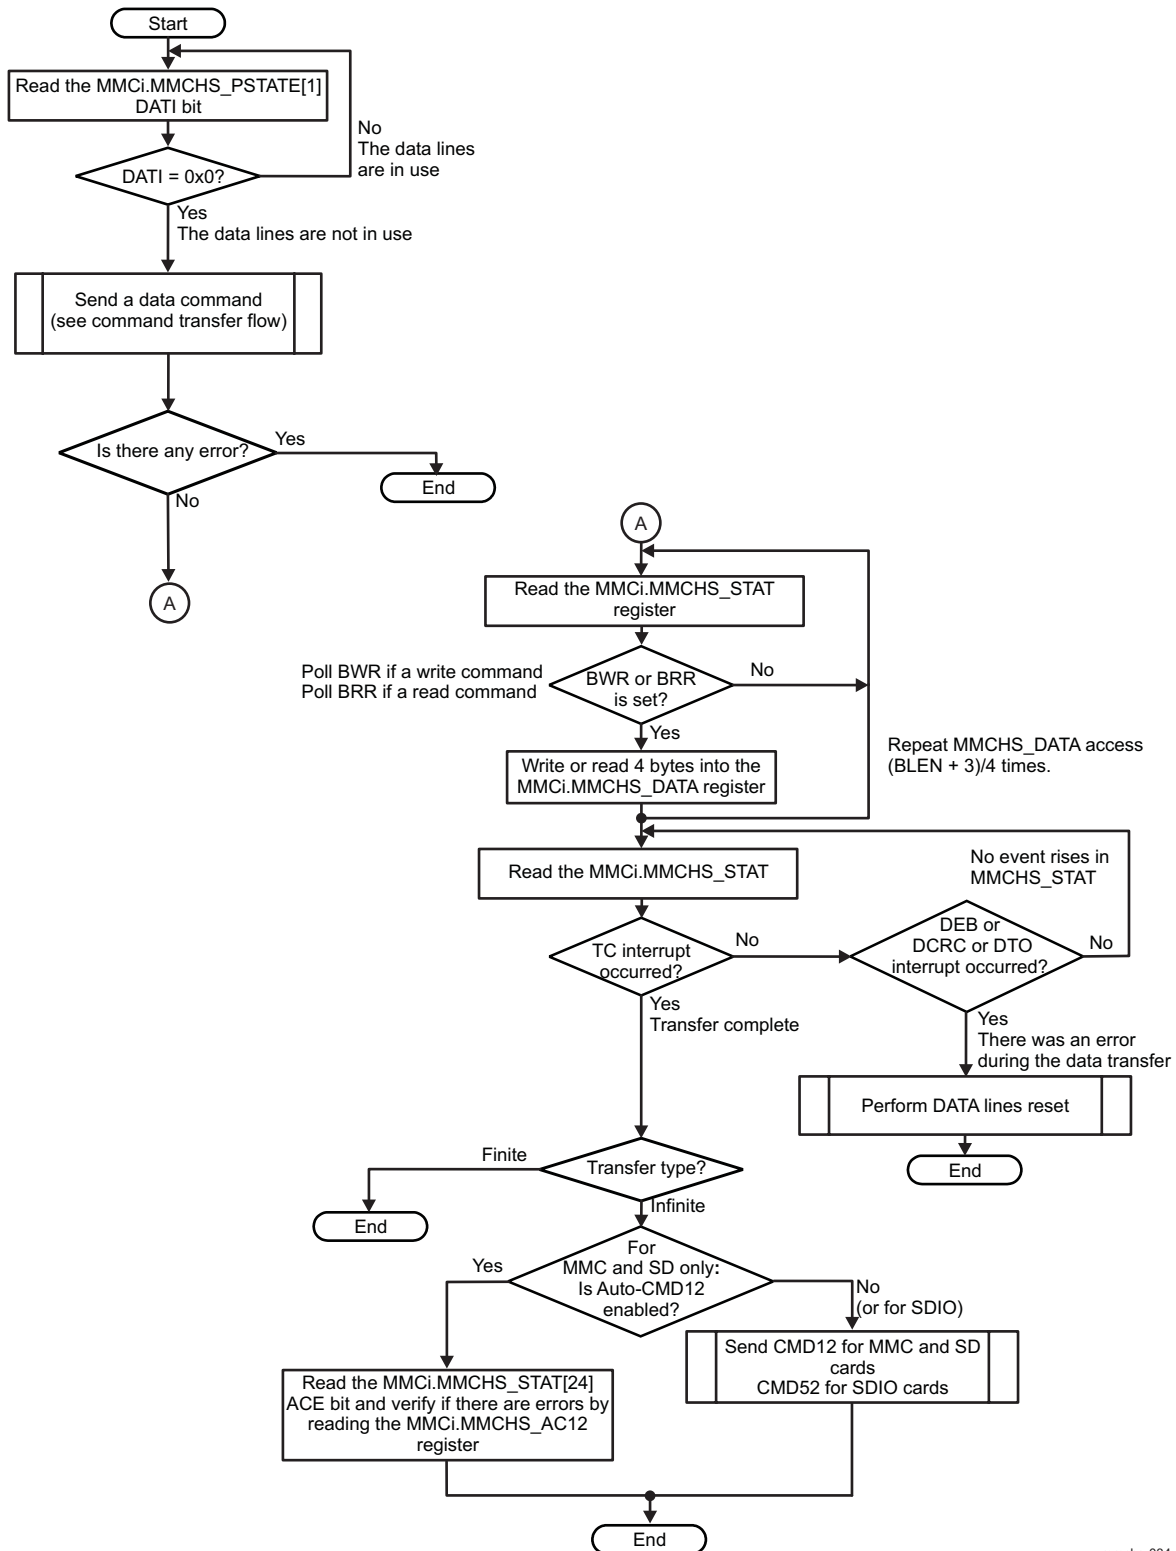 Start
Read the MMCi.MMCHS_PSTATE[1]
DATI bit
No
The data lines
are in use
DATI = 0x0?
Yes
The data lines are not in use
Send a data command
(see command transfer flow)
Is there any error?
Yes
End
No
A
A
Read the MMCi.MMCHS_STAT
register
Poll BWR if a write command
Poll BRR if a read command
BWR or BRR
is set?
No
Yes
Write or read 4 bytes into the
MMCi.MMCHS_DATA register
Repeat MMCHS_DATA access
(BLEN + 3)/4 times.
Read the MMCi.MMCHS_STAT
No event rises in
MMCHS_STAT
TC interrupt
occurred?
No
DEB or
DCRC or DTO
interrupt occurred?
No
Yes
Transfer complete
Yes
There was an error
during the data transfer
Perform DATA lines reset
End
Finite
Transfer type?
End
Infinite
For
MMC and SD only:
Is Auto-CMD12
enabled?
Yes
No
(or for SDIO)
Send CMD12 for MMC and SD
cards
CMD52 for SDIO cards
Read the MMCi.MMCHS_STAT[24]
ACE bit and verify if there are errors by
reading the MMCi.MMCHS_AC12
register
End